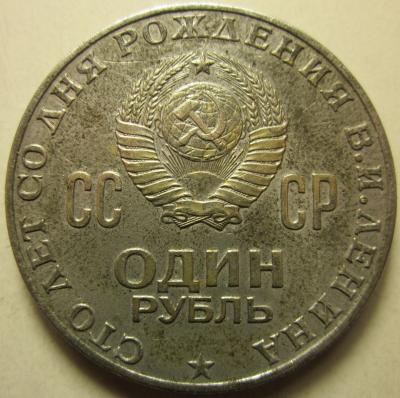 СТО ЛЕТ СО ДНЯ РОЖДЕНИЯ В.И.ЛЕНИНА
СС СР
ОДИН
РУБЛЬ